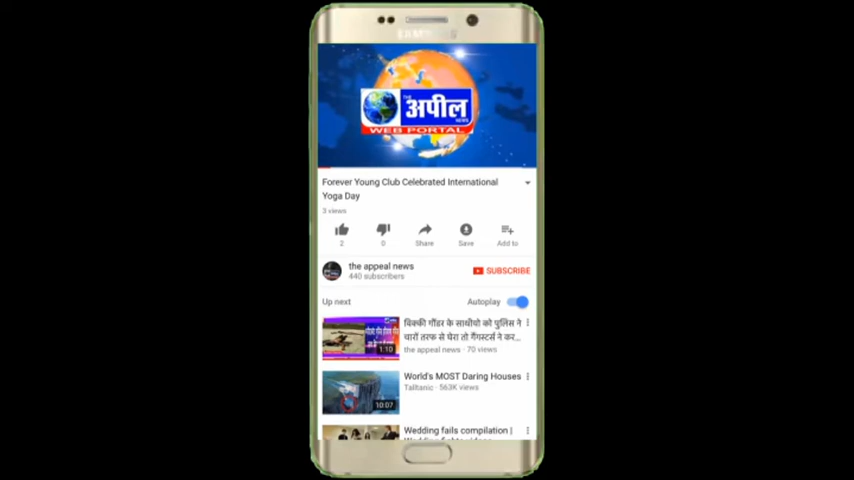 SAMSUNG
THE
अपील
NEWS
WEB PORTAL
Forever Young Club Celebrated International
Yoga Day
3 views
2
0
Share
Save
Add to
the appeal news
440 subscribers
SUBSCRIBE
Up next
Autoplay
विक्की गौंडर के साथीयो को पुलिस ने
चारों तरफ से घेरा तो गैंगस्टर्स ने कर...
the appeal news · 70 views
1:10
World's MOST Daring Houses
Talltanic · 563K views
10:07
Wedding fails compilation |